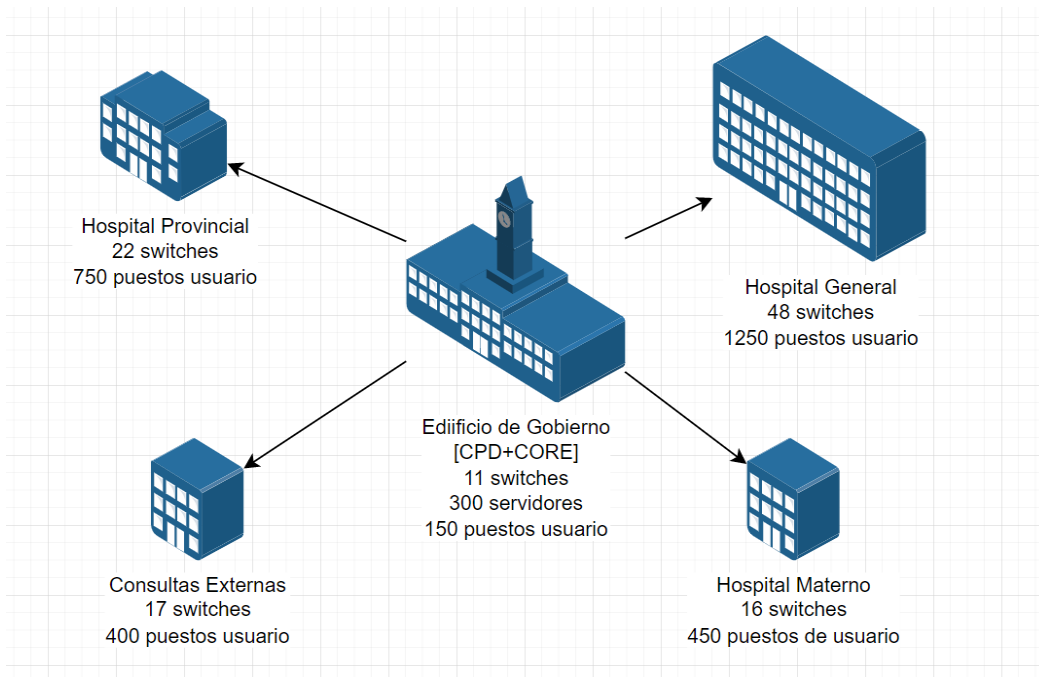 Hospital Provincial
22 switches
750 puestos usuario
Hospital General
48 switches
1250 puestos usuario
Ediificio de Gobierno
[CPD+CORE]
11 switches
300 servidores
150 puestos usuario
Consultas Externas
17 switches
400 puestos usuario
Hospital Materno
16 switches
450 puestos de usuario